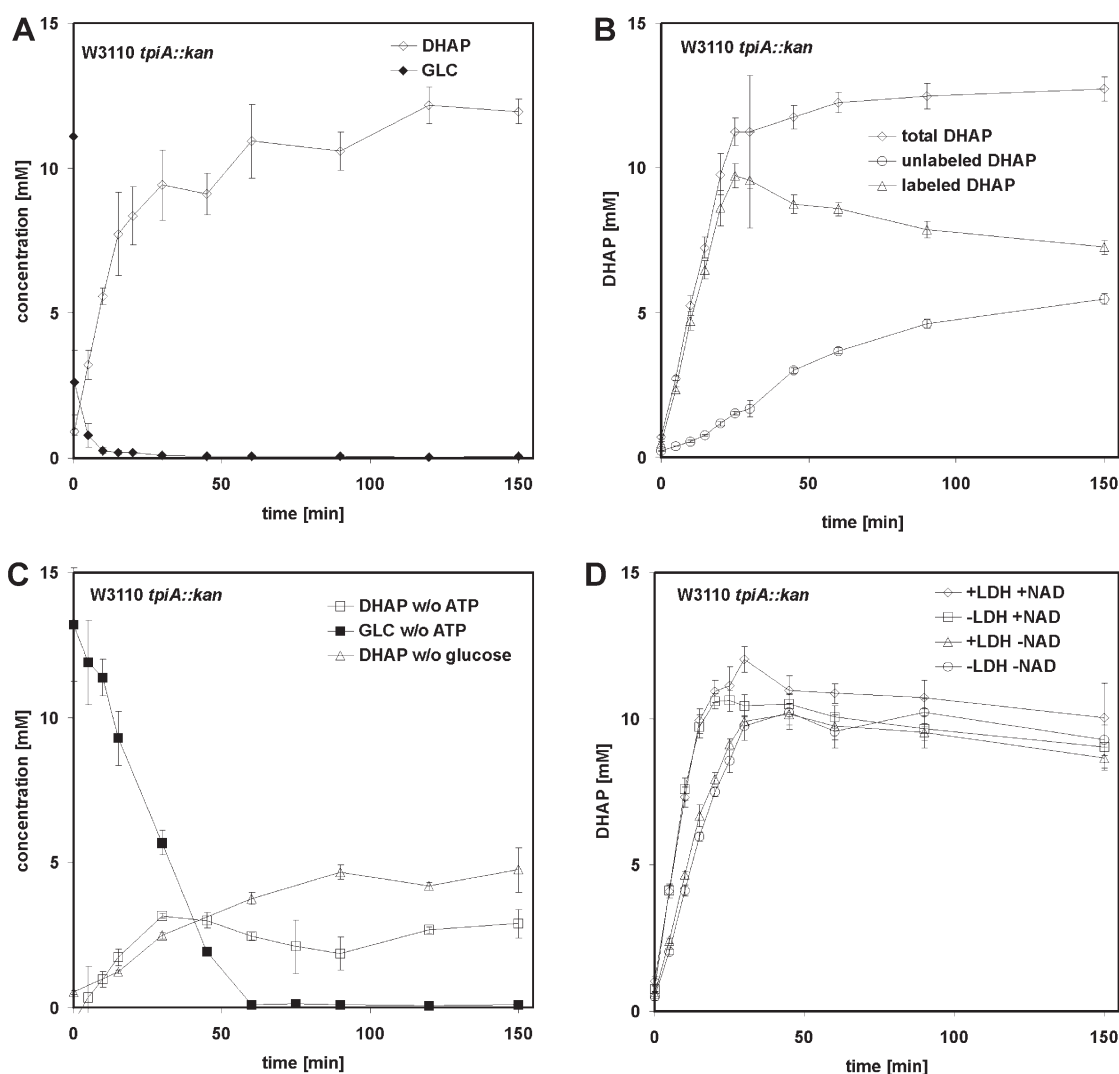 A
W3110 tpiA::kan
DHAP
GLC
15
10
5
0
concentration [mM]
0 50 100 150
time [min]
B
W3110 tpiA::kan
total DHAP
unlabeled DHAP
labeled DHAP
15
10
5
0
DHAP [mM]
0 50 100 150
time [min]
C
W3110 tpiA::kan
DHAP w/o ATP
GLC w/o ATP
DHAP w/o glucose
15
10
5
0
concentration [mM]
0 50 100 150
time [min]
D
W3110 tpiA::kan
+LDH +NAD
-LDH +NAD
+LDH -NAD
-LDH -NAD
15
10
5
0
DHAP [mM]
0 50 100 150
time [min]